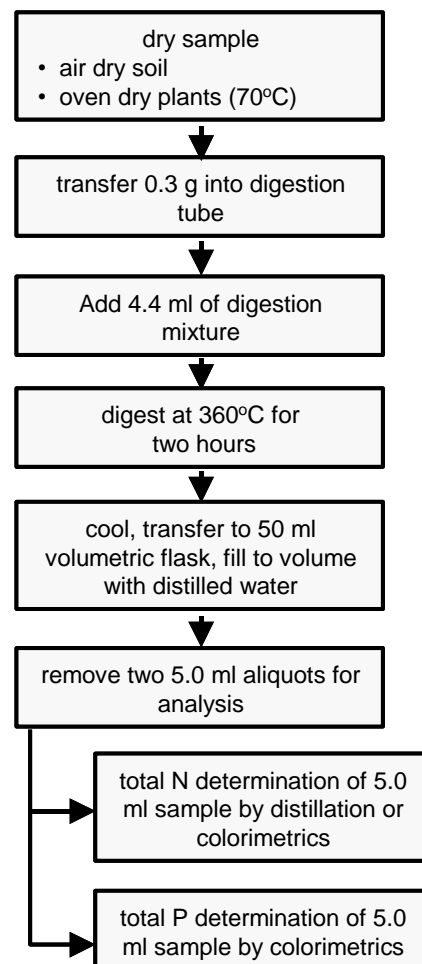 dry sample
• air dry soil
• oven dry plants (70ºC)
transfer 0.3 g into digestion
tube
Add 4.4 ml of digestion
mixture
digest at 360ºC for
two hours
cool, transfer to 50 ml
volumetric flask, fill to volume
with distilled water
remove two 5.0 ml aliquots for
analysis
total N determination of 5.0
ml sample by distillation or
colorimetrics
total P determination of 5.0
ml sample by colorimetrics